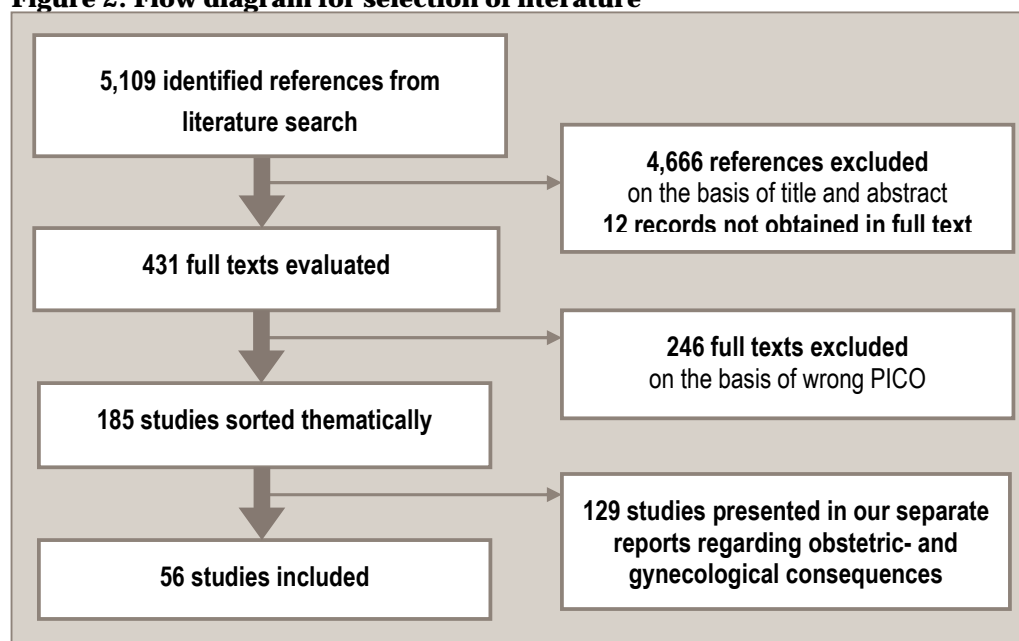 Figure 2: Flow diagram for selection of literature
5,109 identified references from
literature search
4,666 references excluded
on the basis of title and abstract
12 records not obtained in full text
431 full texts evaluated
246 full texts excluded
on the basis of wrong PICO
185 studies sorted thematically
129 studies presented in our separate
reports regarding obstetric- and
gynecological consequences
56 studies included